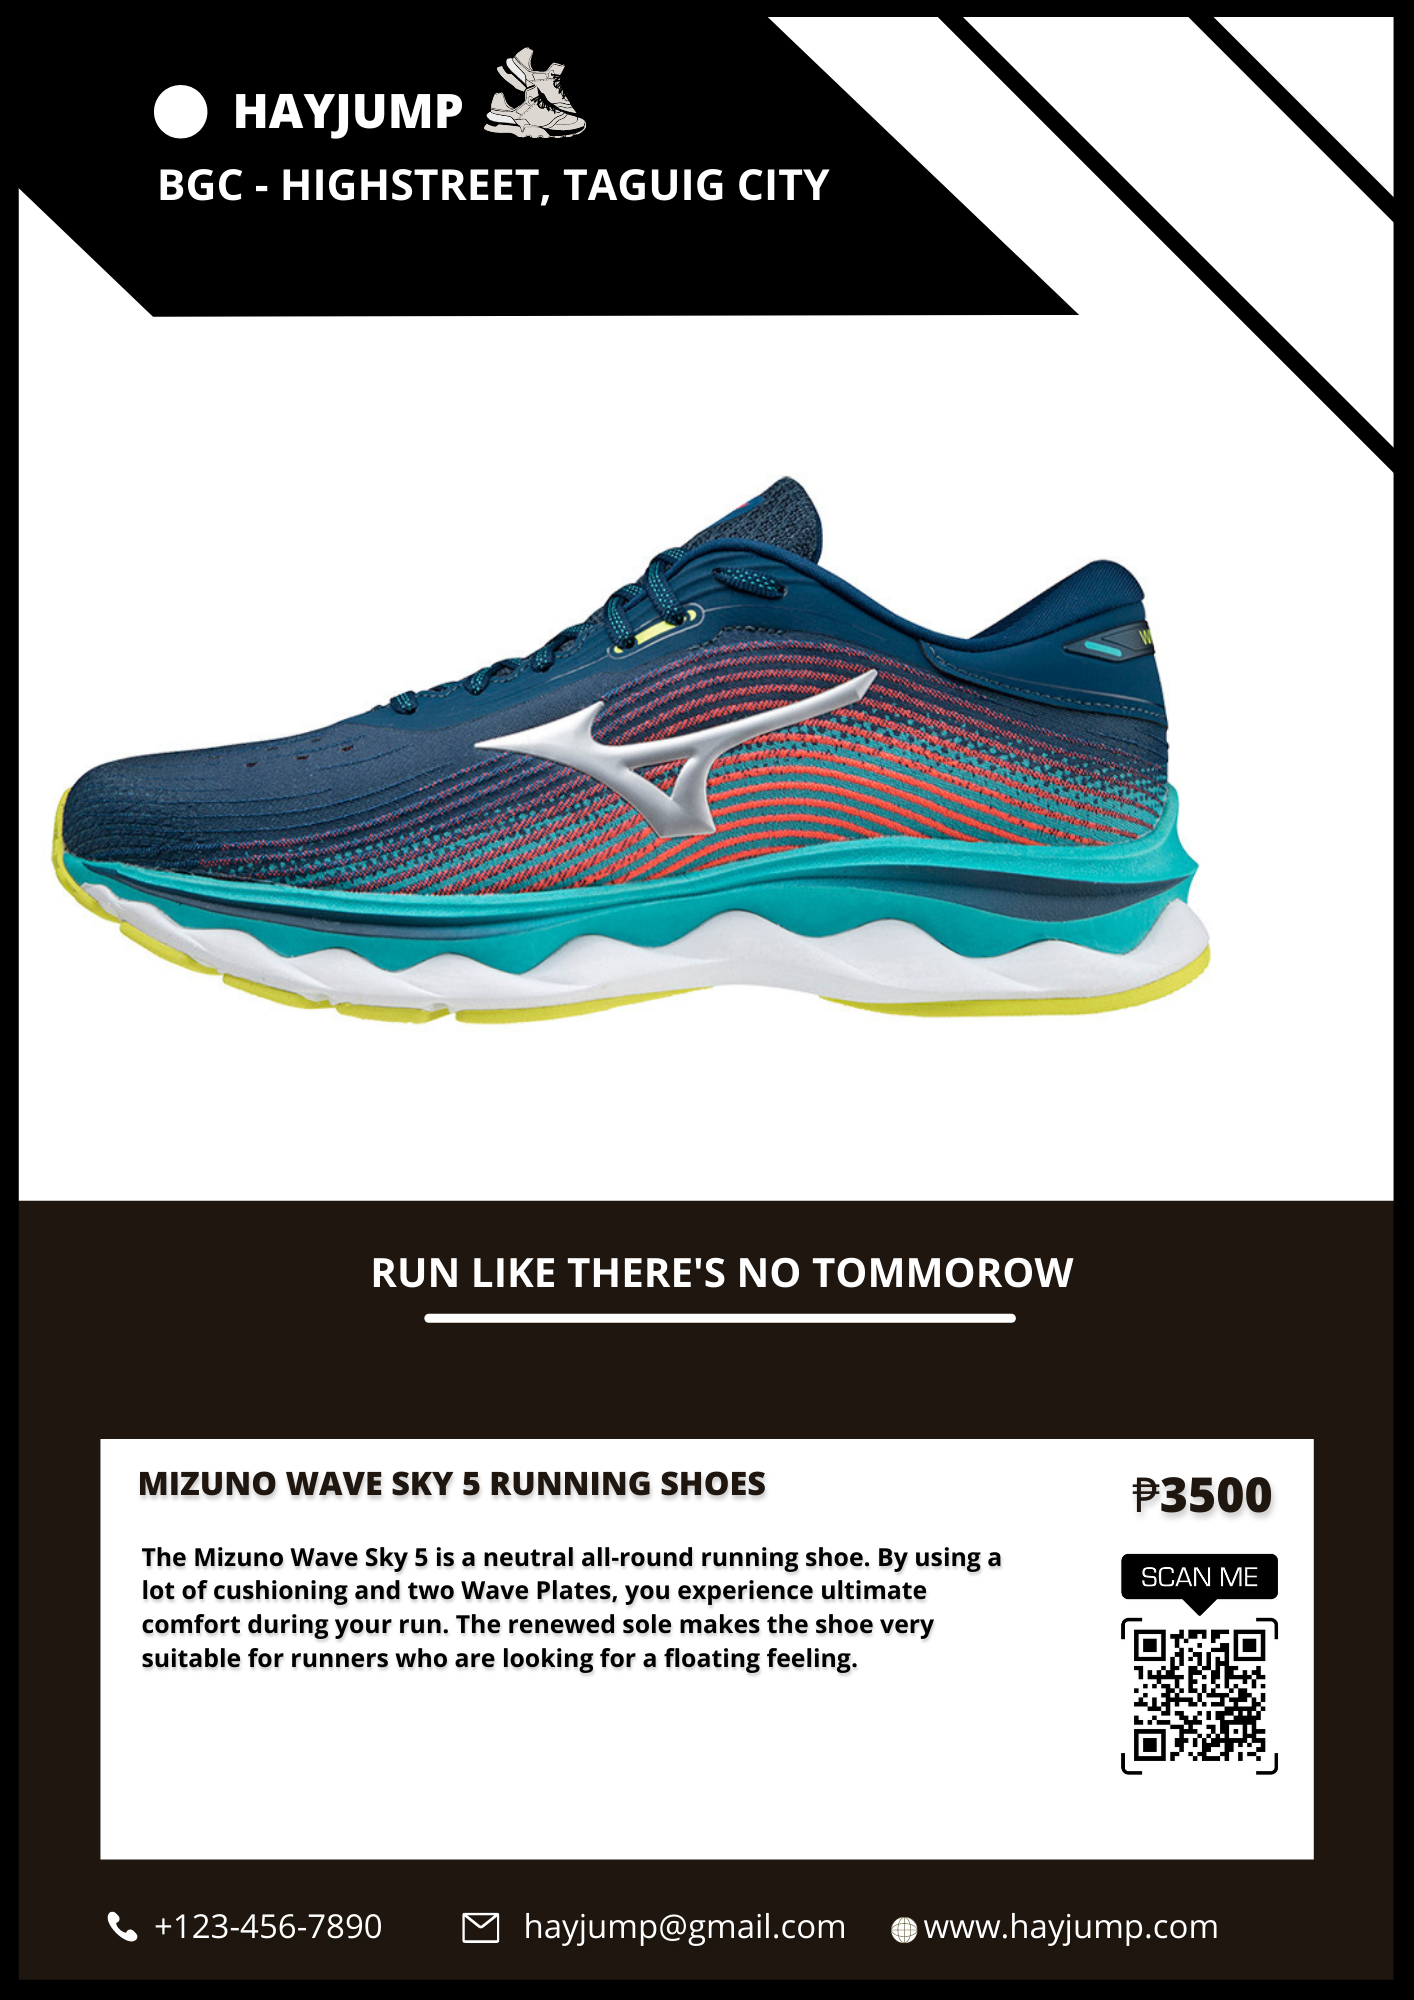 HAYJUMP
BGC - HIGHSTREET, TAGUIG CITY
RUN LIKE THERE'S NO TOMMOROW
MIZUNO WAVE SKY 5 RUNNING SHOES
₱3500
The Mizuno Wave Sky 5 is a neutral all-round running shoe. By using a
lot of cushioning and two Wave Plates, you experience ultimate
comfort during your run. The renewed sole makes the shoe very
suitable for runners who are looking for a floating feeling.
SCAN ME
+123-456-7890
hayjump@gmail.com
www.hayjump.com